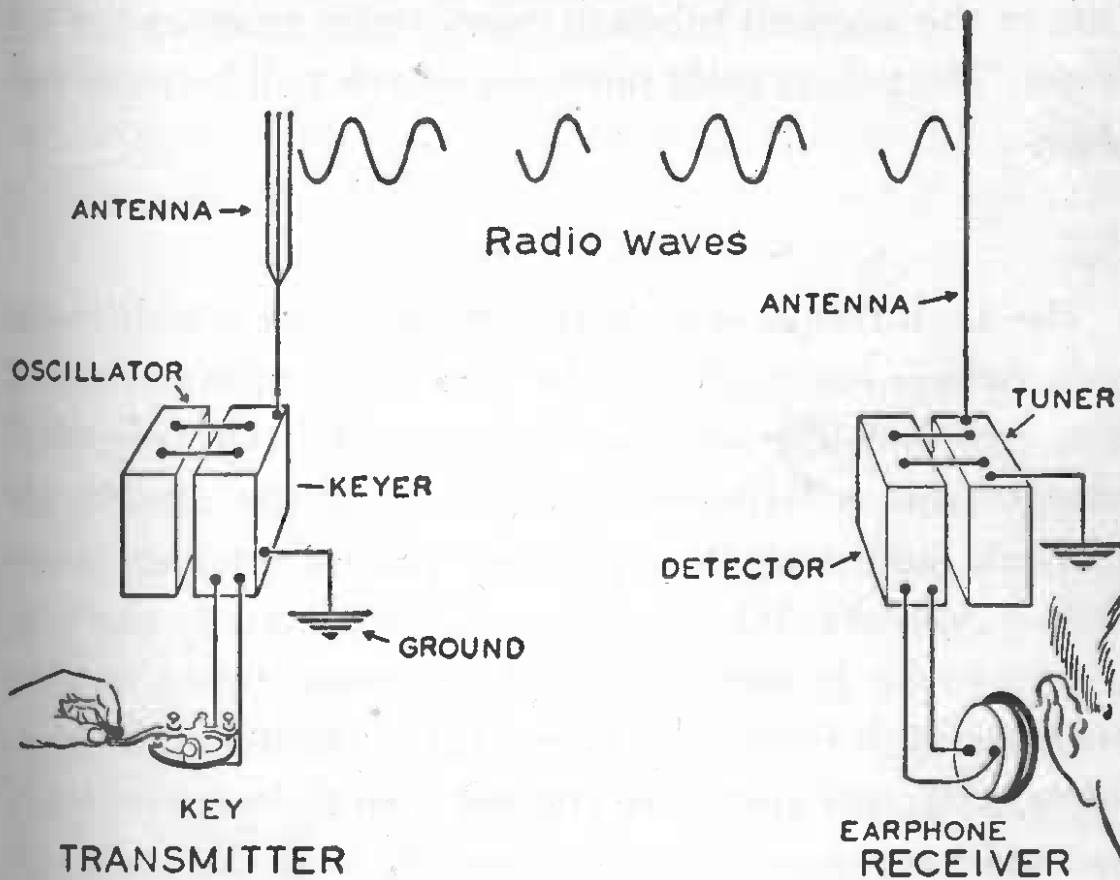 Radio Waves
ANTENNA
ANTENNA
OSCILLATOR
TUNER
KEYER
DETECTOR
GROUND
KEY
EARPHONE
TRANSMITTER
RECEIVER